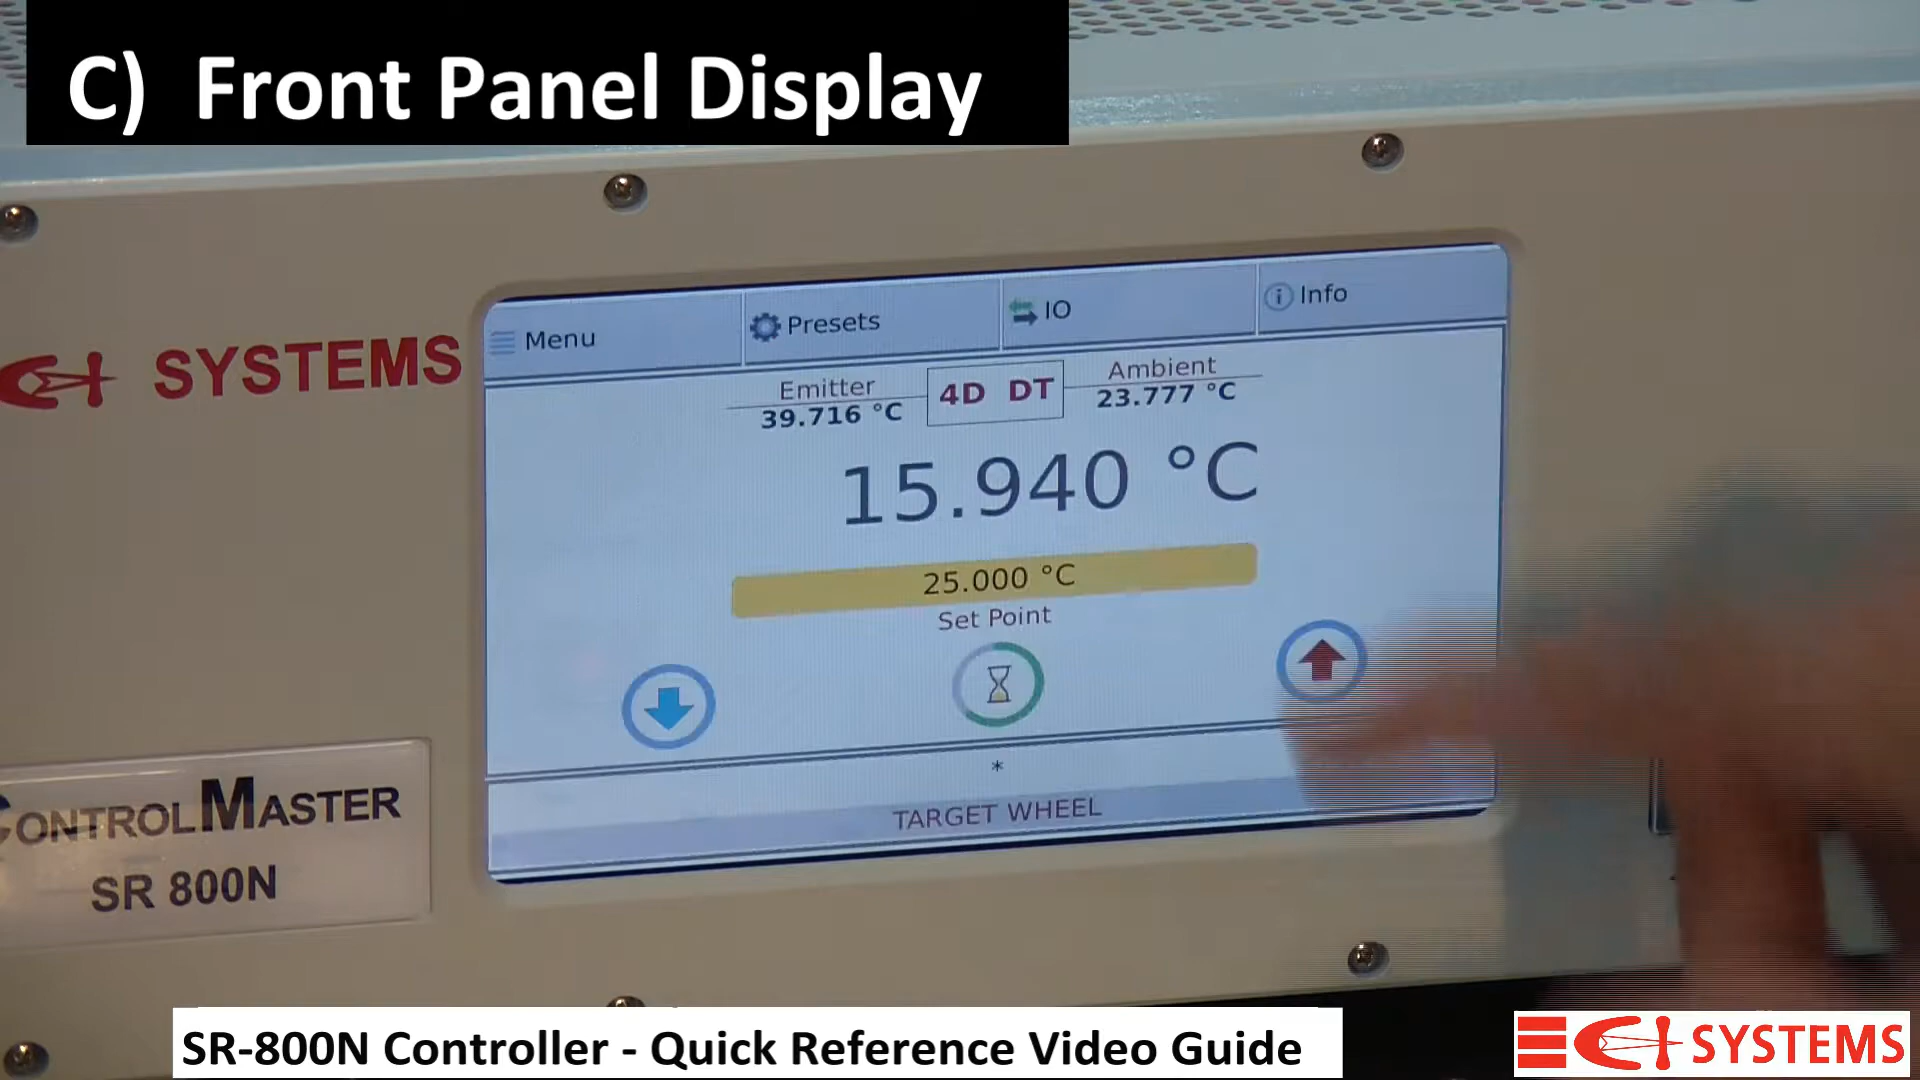 C) Front Panel Display
SYSTEMS
Menu
Presets
IO
Info
Emitter
39.716 °C
4D DT
Ambient
23.777 °C
15.940 °C
25.000 °C
Set Point
*
TARGET WHEEL
CONTROLMASTER
SR 800N
SR-800N Controller - Quick Reference Video Guide
CI SYSTEMS